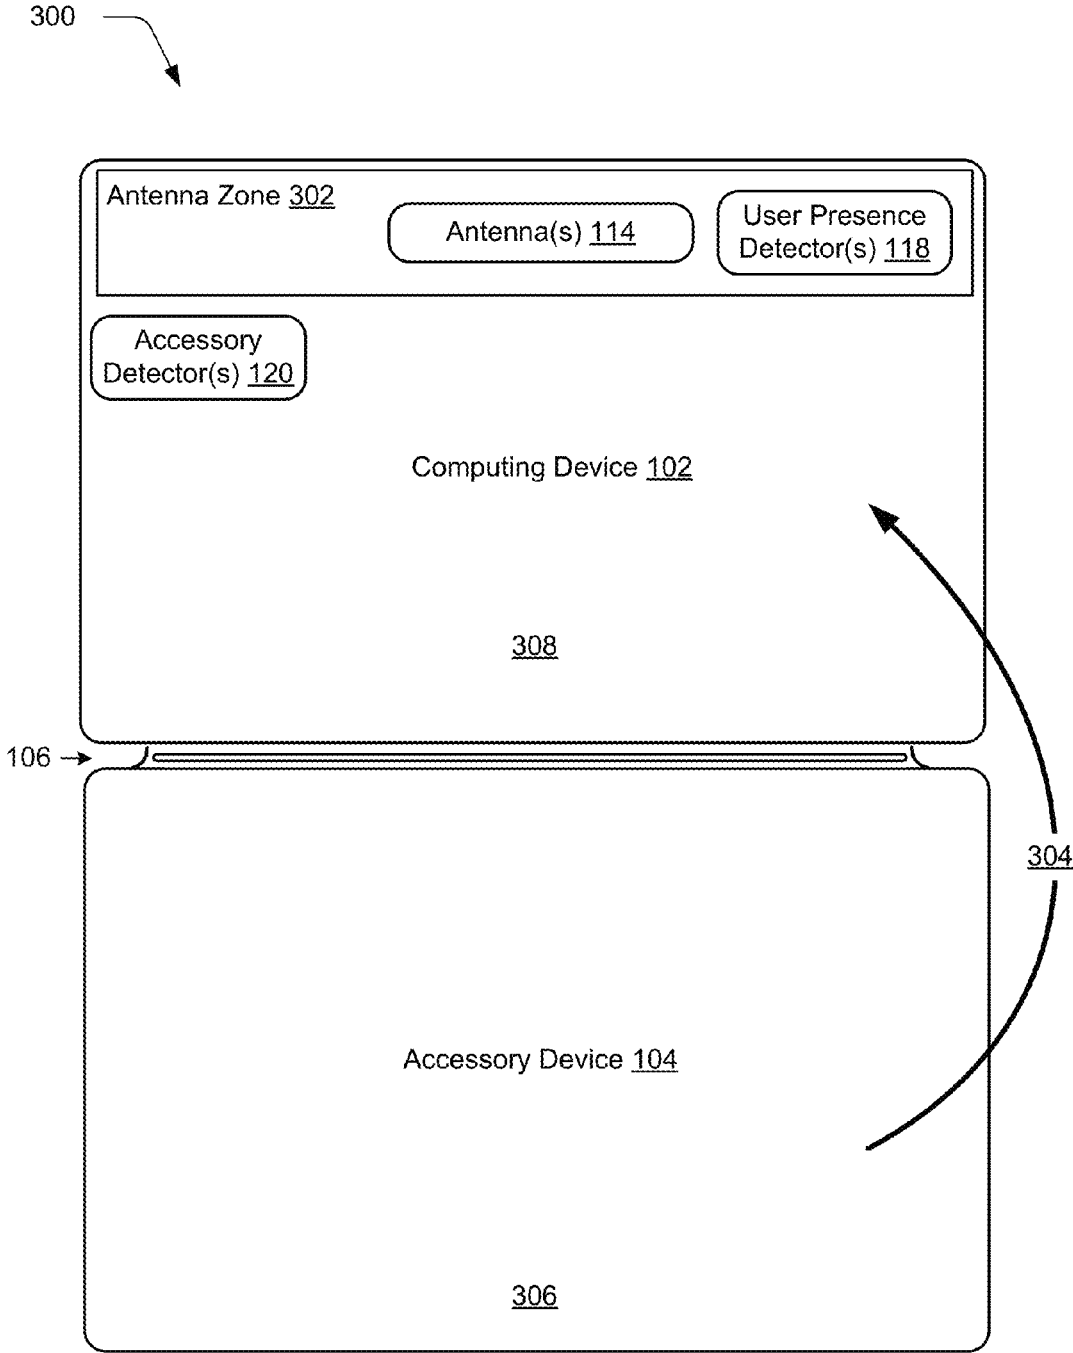 300
Antenna Zone 302
Antenna(s) 114
User Presence
Detector(s) 118
Accessory
Detector(s) 120
Computing Device 102
308
106
304
Accessory Device 104
306